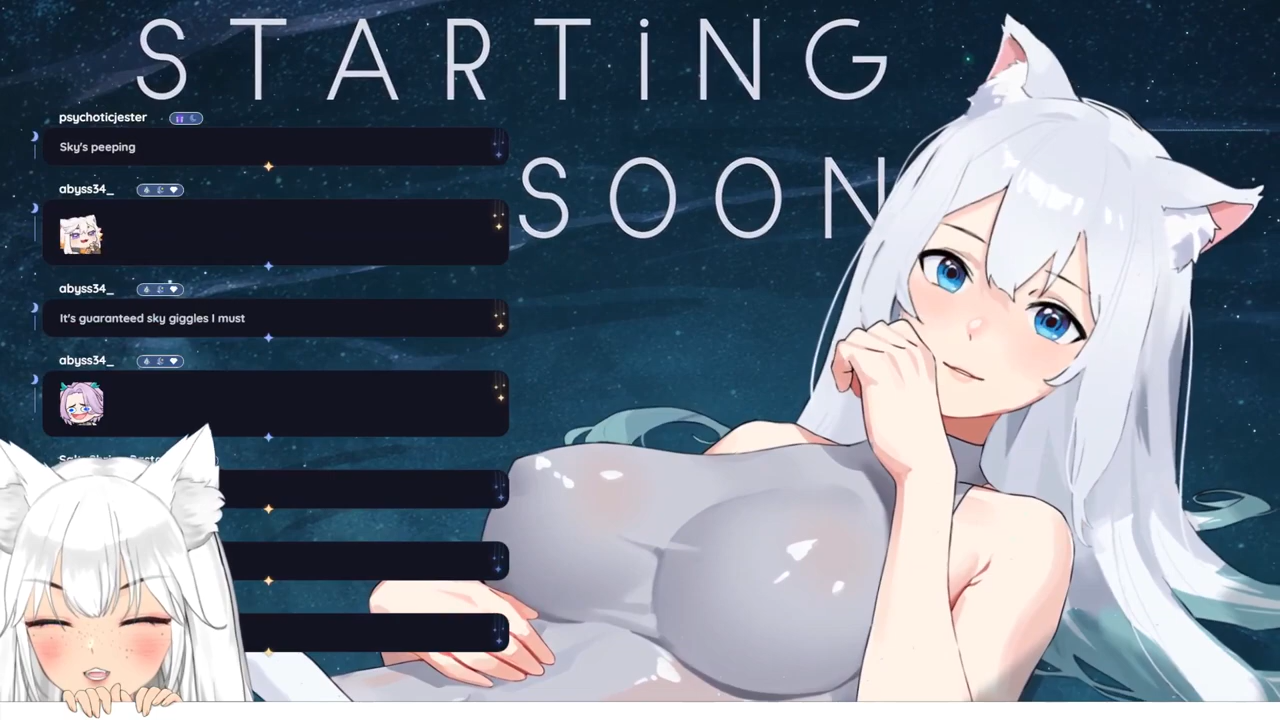 STARTiNG
SOON
psychoticjester
Sky's peeping
abyss34_
abyss34_
It's guaranteed sky giggles I must
abyss34_